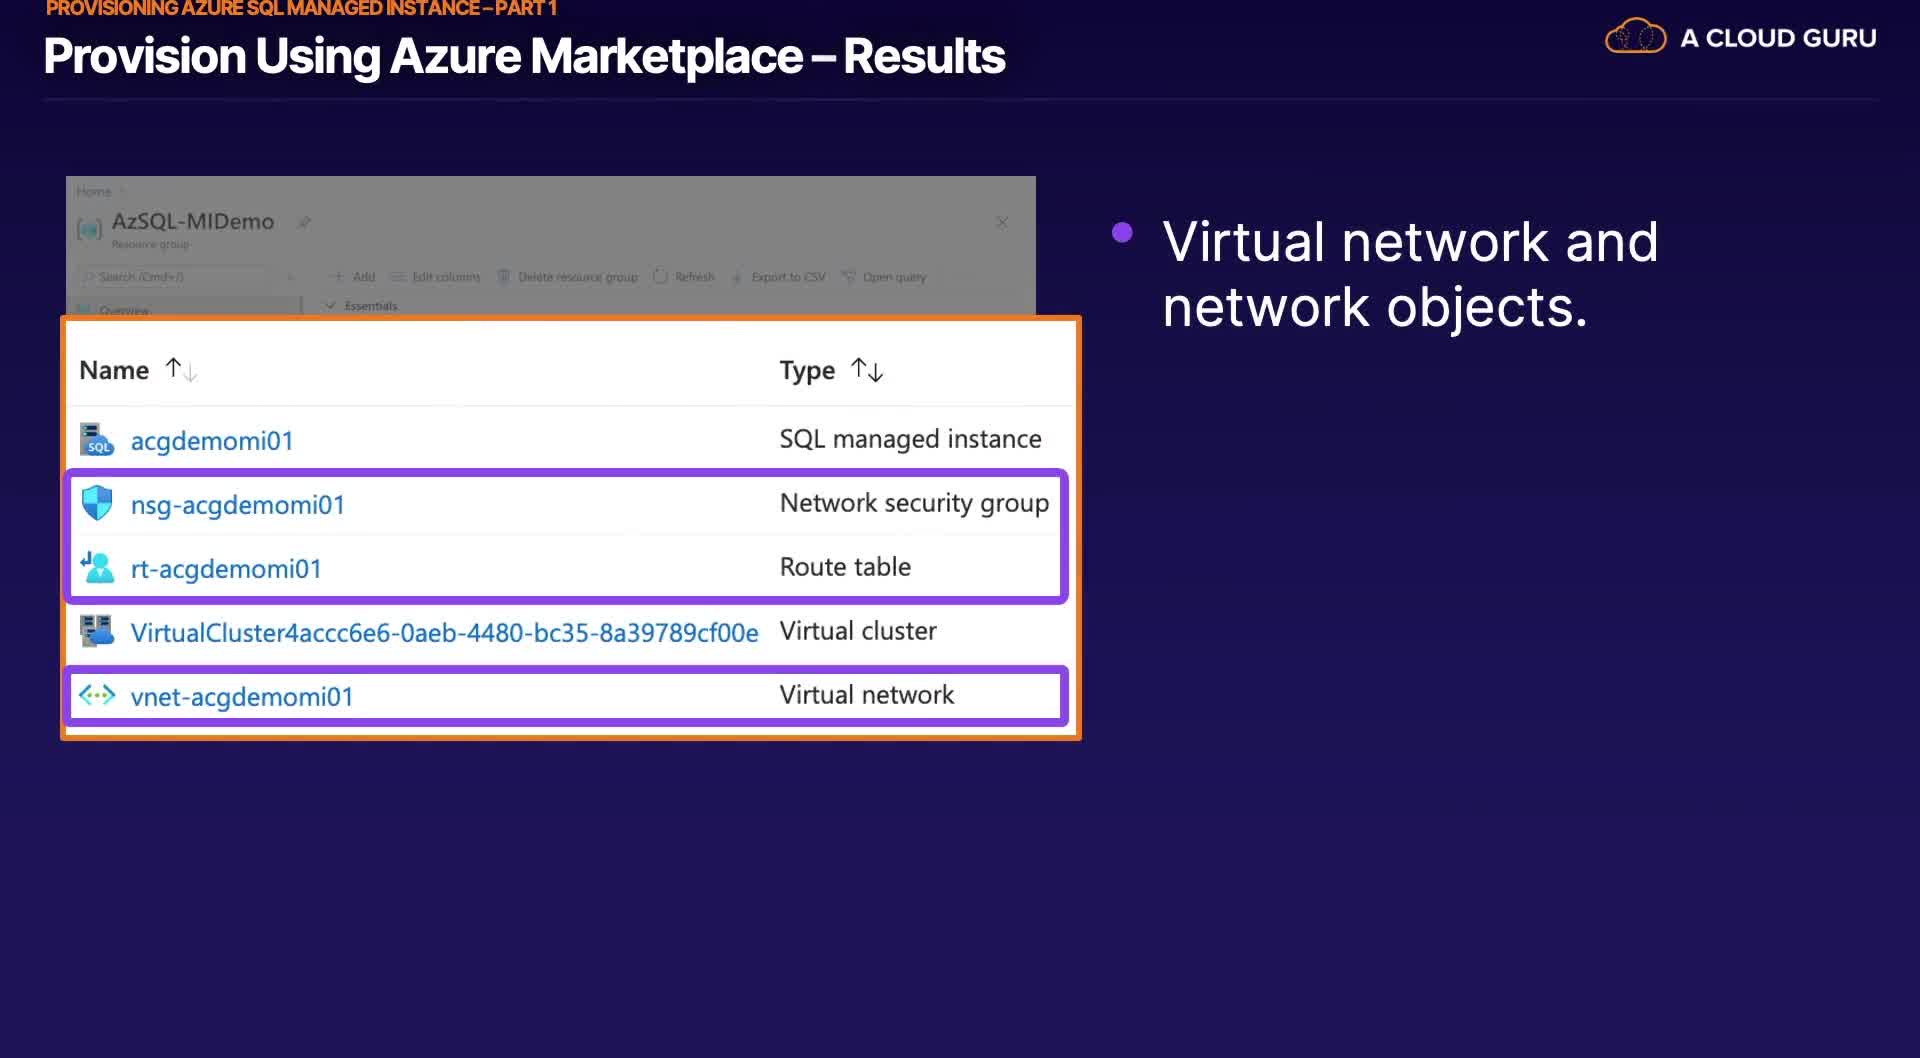 PROVISIONING AZURE SQL MANAGED INSTANCE – PART 1
Provision Using Azure Marketplace – Results
A CLOUD GURU
Home
AzSQL-MIDemo
Resource group
Search (Cmd+/)
Add Edit columns Delete resource group Refresh Export to CSV Open query
Overview
Essentials
Name Type
SQL
acgdemomi01 SQL managed instance
nsg-acgdemomi01 Network security group
rt-acgdemomi01 Route table
VirtualCluster4accc6e6-0aeb-4480-bc35-8a39789cf00e Virtual cluster
vnet-acgdemomi01 Virtual network
Virtual network and
network objects.